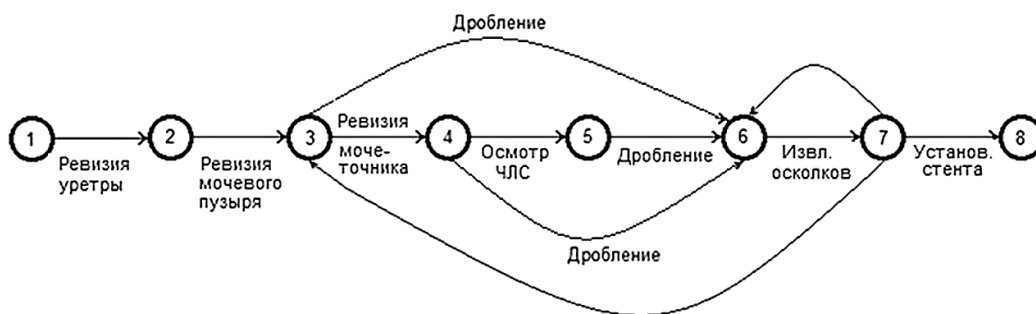 Дробление
1
2
3
4
5
6
7
8
Ревизия
уретры
Ревизия
мочевого
пузыря
Ревизия
моче-
точника
Осмотр
ЧЛС
Дробление
Извл.
осколков
Установ.
стента
Дробление